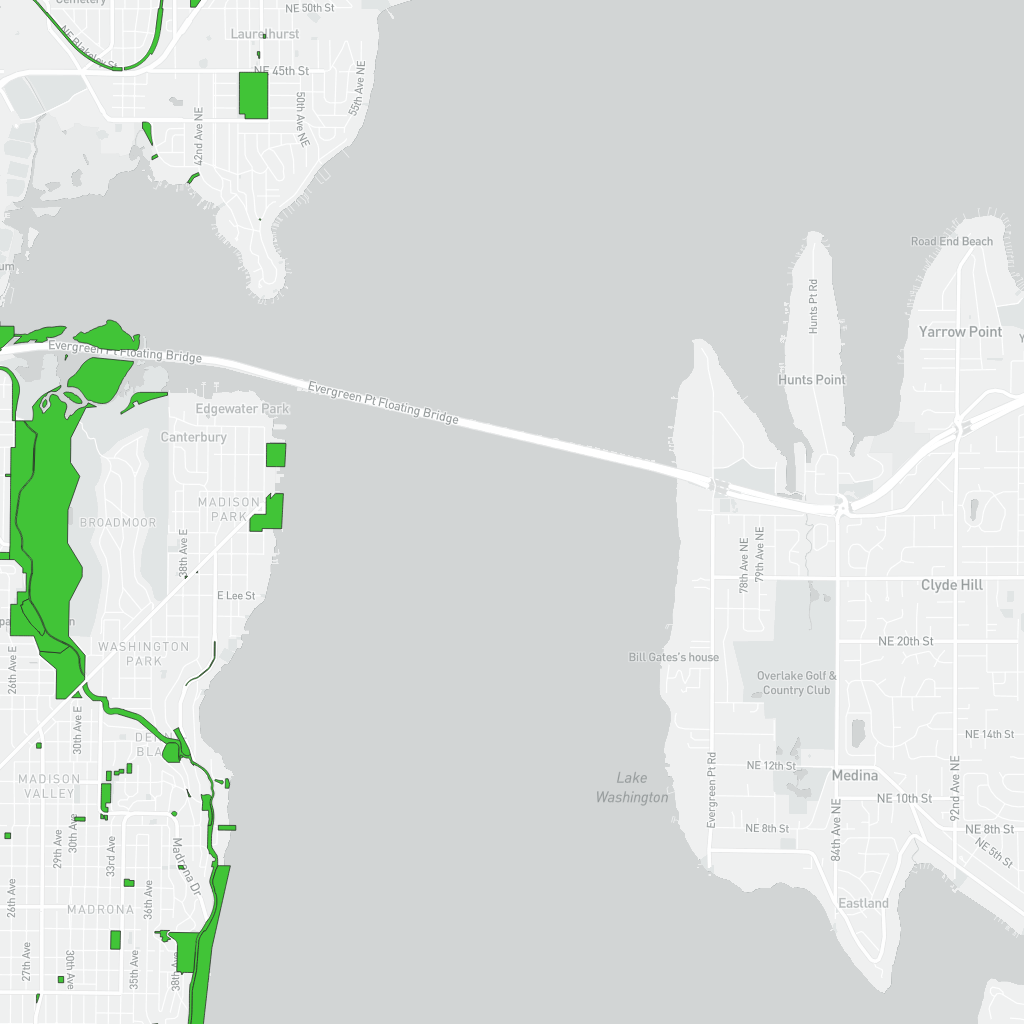 Cemetery
NE 50th St
Laurelhurst
NE Blakeley St
NE 45th St
50th Ave NE
55th Ave NE
42nd Ave NE
um
Road End Beach
Hunts Pt Rd
Yarrow Point
Y
Evergreen Pt Floating Bridge
Hunts Point
Evergreen Pt Floating Bridge
Edgewater Park
Canterbury
MADISON
PARK
BROADMOOR
38th Ave E
78th Ave NE
79th Ave NE
Clyde Hill
E Lee St
NE 20th St
WASHINGTON
PARK
26th Ave E
Bill Gates's house
Overlake Golf &
Country Club
30th Ave E
NE 14th St
NE 12th St
Medina
Lake
Washington
MADISON
VALLEY
Evergreen Pt Rd
92nd Ave NE
NE 10th St
84th Ave NE
NE 8th St
NE 8th St
NE 5th St
29th Ave
30th Ave
33rd Ave
Madrona Dr
26th Ave
36th Ave
MADRONA
Eastland
27th Ave
30th Ave
35th Ave
38th Ave